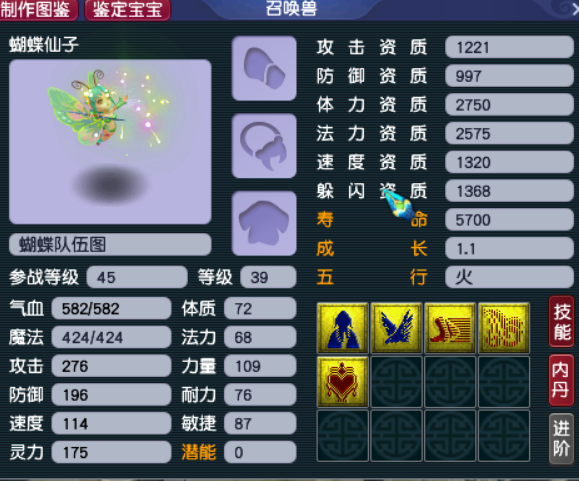 制作图鉴 鉴定宝宝 召唤兽
蝴蝶仙子
攻击资质 1221
防御资质 997
体力资质 2750
法力资质 2575
速度资质 1320
躲闪资质 1368
寿命 5700
成长 1.1
五行 火
蝴蝶队伍图
参战等级 45 等级 39
气血 582/582 体质 72
魔法 424/424 法力 68
攻击 276 力量 109
防御 196 耐力 76
速度 114 敏捷 87
灵力 175 潜能 0
技能
内丹
进阶